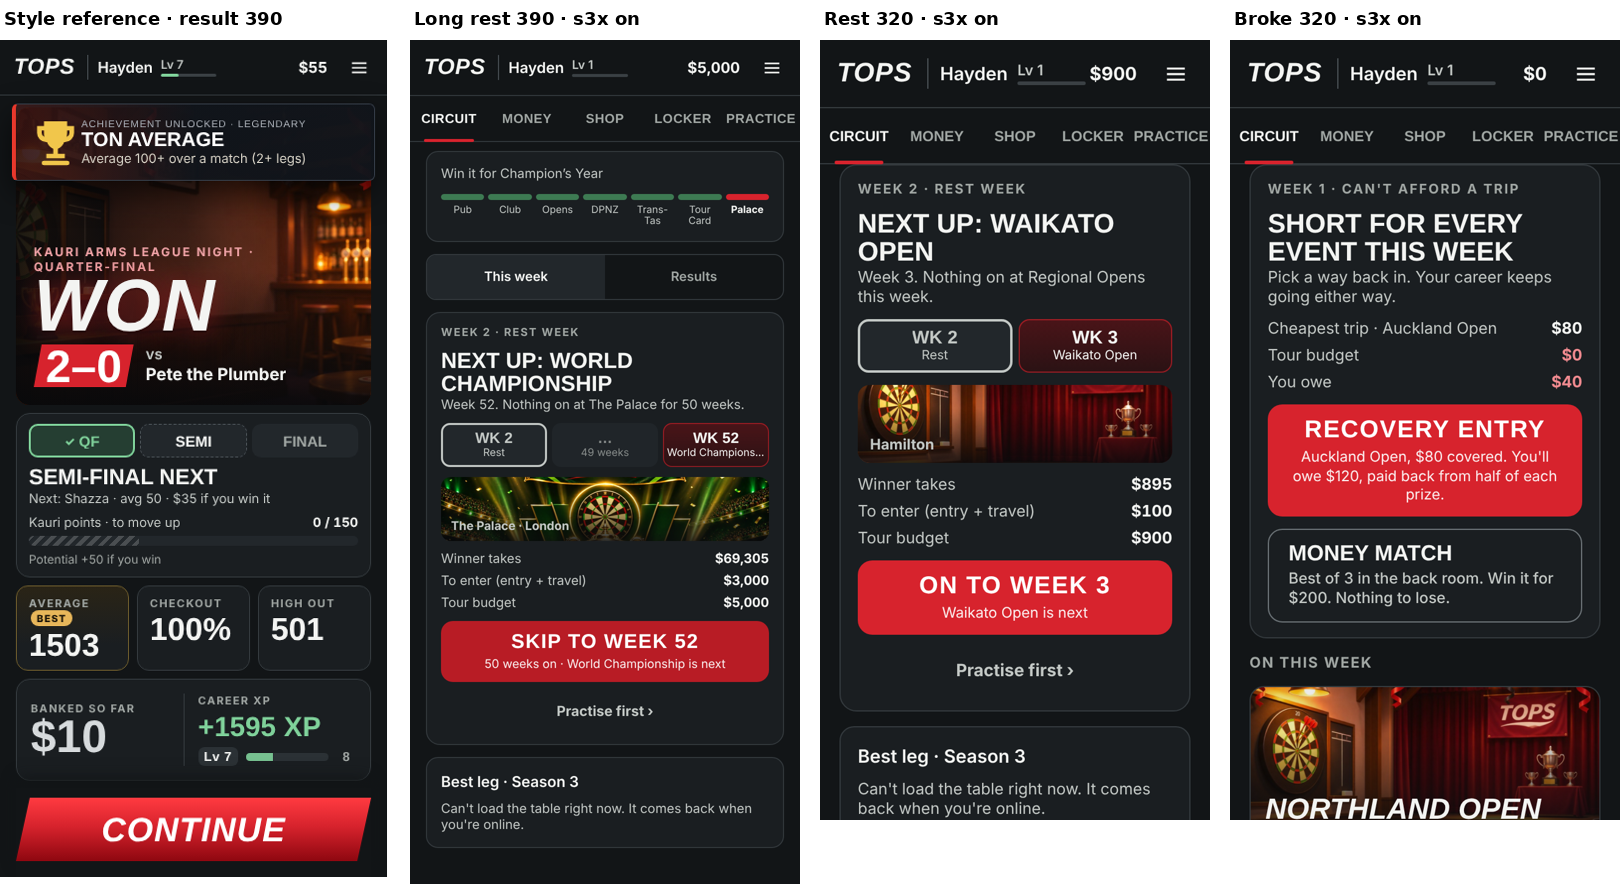 Style reference · result 390
TOPS
Hayden
Lv 7
$55
ACHIEVEMENT UNLOCKED · LEGENDARY
TON AVERAGE
Average 100+ over a match (2+ legs)
KAURI ARMS LEAGUE NIGHT ·
QUARTER-FINAL
WON
2–0
vs
Pete the Plumber
✓ QF
SEMI
FINAL
SEMI-FINAL NEXT
Next: Shazza · avg 50 · $35 if you win it
Kauri points · to move up
0 / 150
Potential +50 if you win
AVERAGE
BEST
1503
CHECKOUT
100%
HIGH OUT
501
BANKED SO FAR
$10
CAREER XP
+1595 XP
Lv 7
8
CONTINUE
Long rest 390 · s3x on
TOPS
Hayden
Lv 1
$5,000
CIRCUIT
MONEY
SHOP
LOCKER
PRACTICE
Win it for Champion's Year
Pub
Club
Opens
DPNZ
Trans-
Tas
Tour
Card
Palace
This week
Results
WEEK 2 · REST WEEK
NEXT UP: WORLD
CHAMPIONSHIP
Week 52. Nothing on at The Palace for 50 weeks.
WK 2
Rest
...
49 weeks
WK 52
World Champions...
The Palace · London
Winner takes
$69,305
To enter (entry + travel)
$3,000
Tour budget
$5,000
SKIP TO WEEK 52
50 weeks on · World Championship is next
Practise first ›
Best leg · Season 3
Can't load the table right now. It comes back when
you're online.
Rest 320 · s3x on
TOPS
Hayden
Lv 1
$900
CIRCUIT
MONEY
SHOP
LOCKER
PRACTICE
WEEK 2 · REST WEEK
NEXT UP: WAIKATO
OPEN
Week 3. Nothing on at Regional Opens
this week.
WK 2
Rest
WK 3
Waikato Open
Hamilton
Winner takes
$895
To enter (entry + travel)
$100
Tour budget
$900
ON TO WEEK 3
Waikato Open is next
Practise first ›
Best leg · Season 3
Can't load the table right now. It comes
back when you're online.
Broke 320 · s3x on
TOPS
Hayden
Lv 1
$0
CIRCUIT
MONEY
SHOP
LOCKER
PRACTICE
WEEK 1 · CAN'T AFFORD A TRIP
SHORT FOR EVERY
EVENT THIS WEEK
Pick a way back in. Your career keeps
going either way.
Cheapest trip · Auckland Open
$80
Tour budget
$0
You owe
$40
RECOVERY ENTRY
Auckland Open, $80 covered. You'll
owe $120, paid back from half of each
prize.
MONEY MATCH
Best of 3 in the back room. Win it for
$200. Nothing to lose.
ON THIS WEEK
TOPS
NORTHLAND OPEN